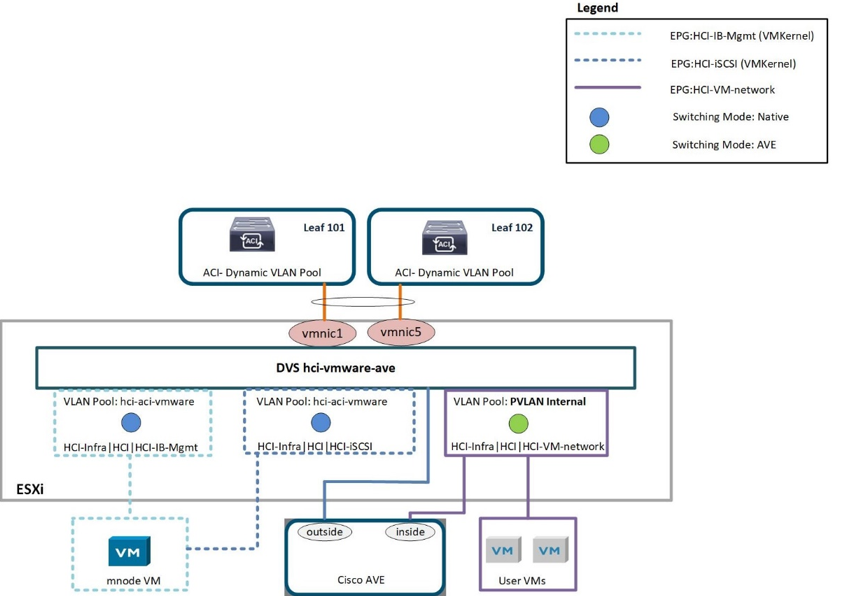 Legend
EPG:HCI-IB-Mgmt (VMKernel)
EPG:HCI-iSCSI (VMKernel)
EPG:HCI-VM-network
Switching Mode: Native
Switching Mode: AVE
Leaf 101
ACI
ACI- Dynamic VLAN Pool
Leaf 102
ACI
ACI- Dynamic VLAN Pool
vmnic1
vmnic5
DVS hci-vmware-ave
VLAN Pool: hci-aci-vmware
HCI-Infra|HCI|HCI-IB-Mgmt
VLAN Pool: hci-aci-vmware
HCI-Infra|HCI|HCI-iSCSI
VLAN Pool: PVLAN Internal
HCI-Infra|HCI|HCI-VM-network
ESXi
VM
mnode VM
outside
inside
Cisco AVE
VM
VM
User VMs